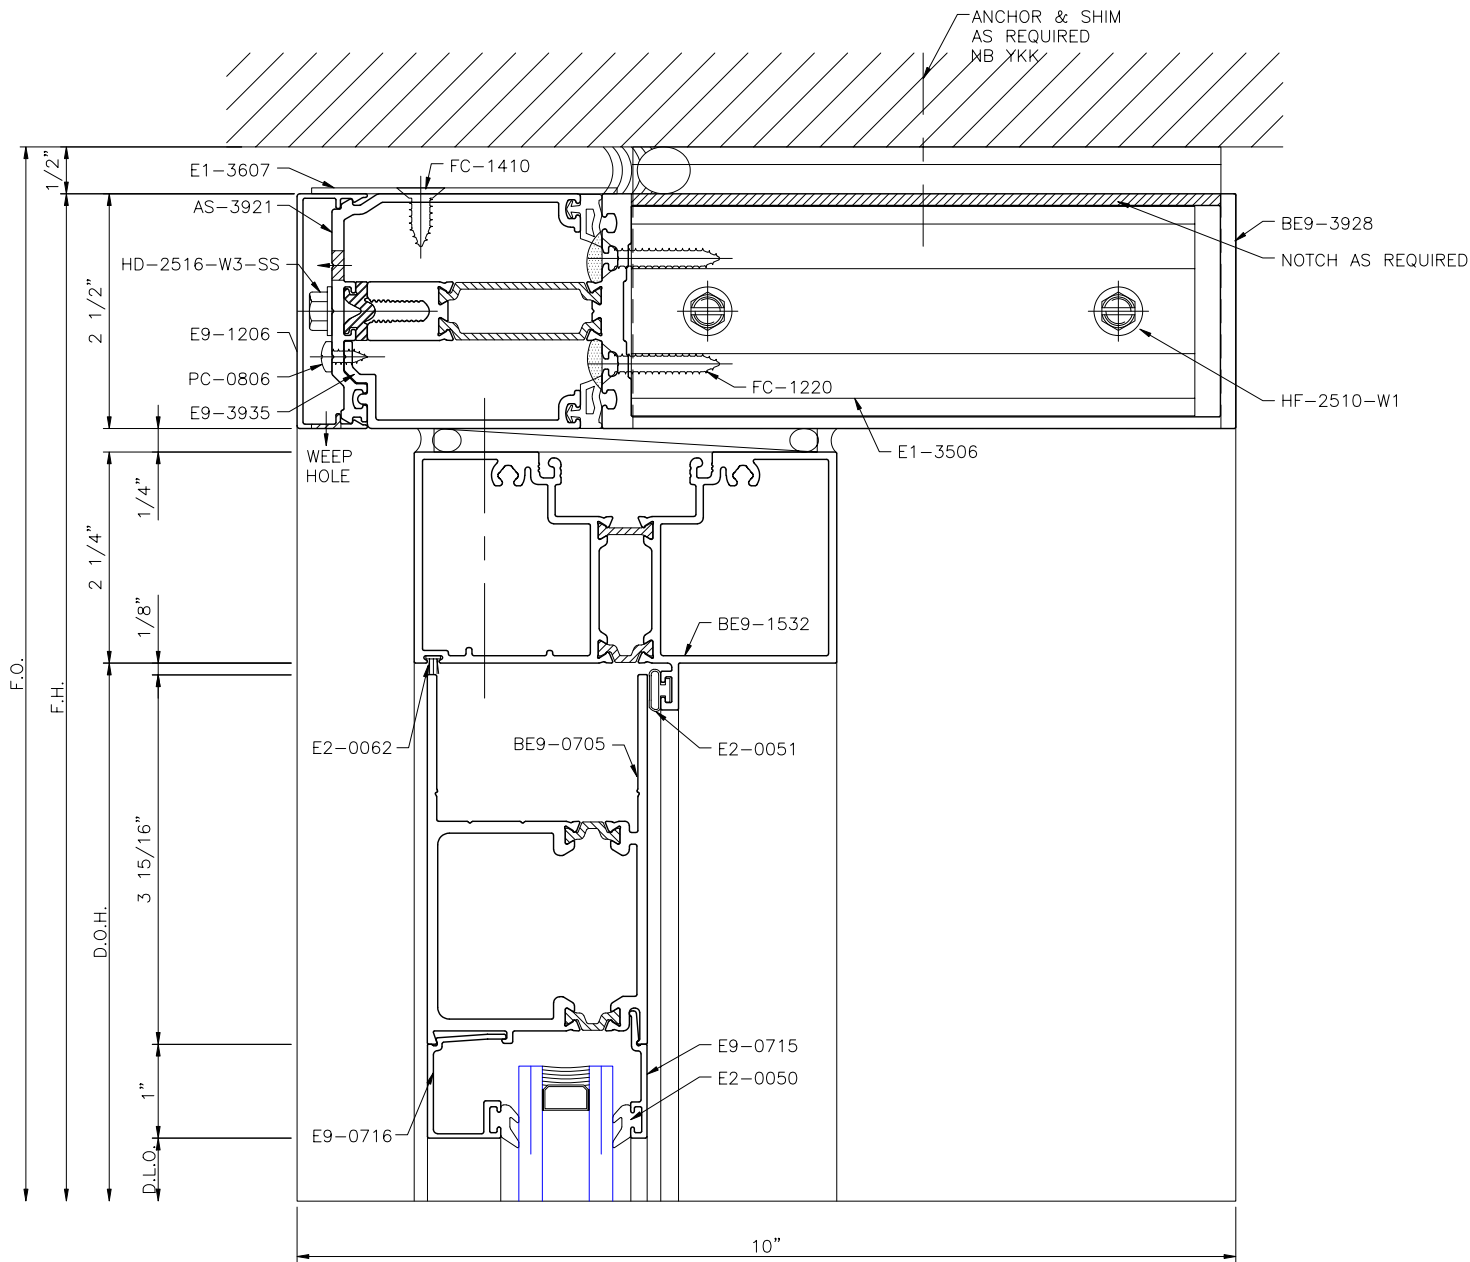 ANCHOR & SHIM
AS REQUIRED
NB YKK
1/2"
E1-3607
FC-1410
AS-3921
BE9-3928
HD-2516-W3-SS
NOTCH AS REQUIRED
2 1/2"
E9-1206
PC-0806
FC-1220
E9-3935
HF-2510-W1
E1-3506
WEEP
HOLE
1/4"
2 1/4"
1/8"
BE9-1532
F.O.
F.H.
E2-0062
BE9-0705
E2-0051
3 15/16"
D.O.H.
E9-0715
E2-0050
1"
E9-0716
D.L.O.
10"